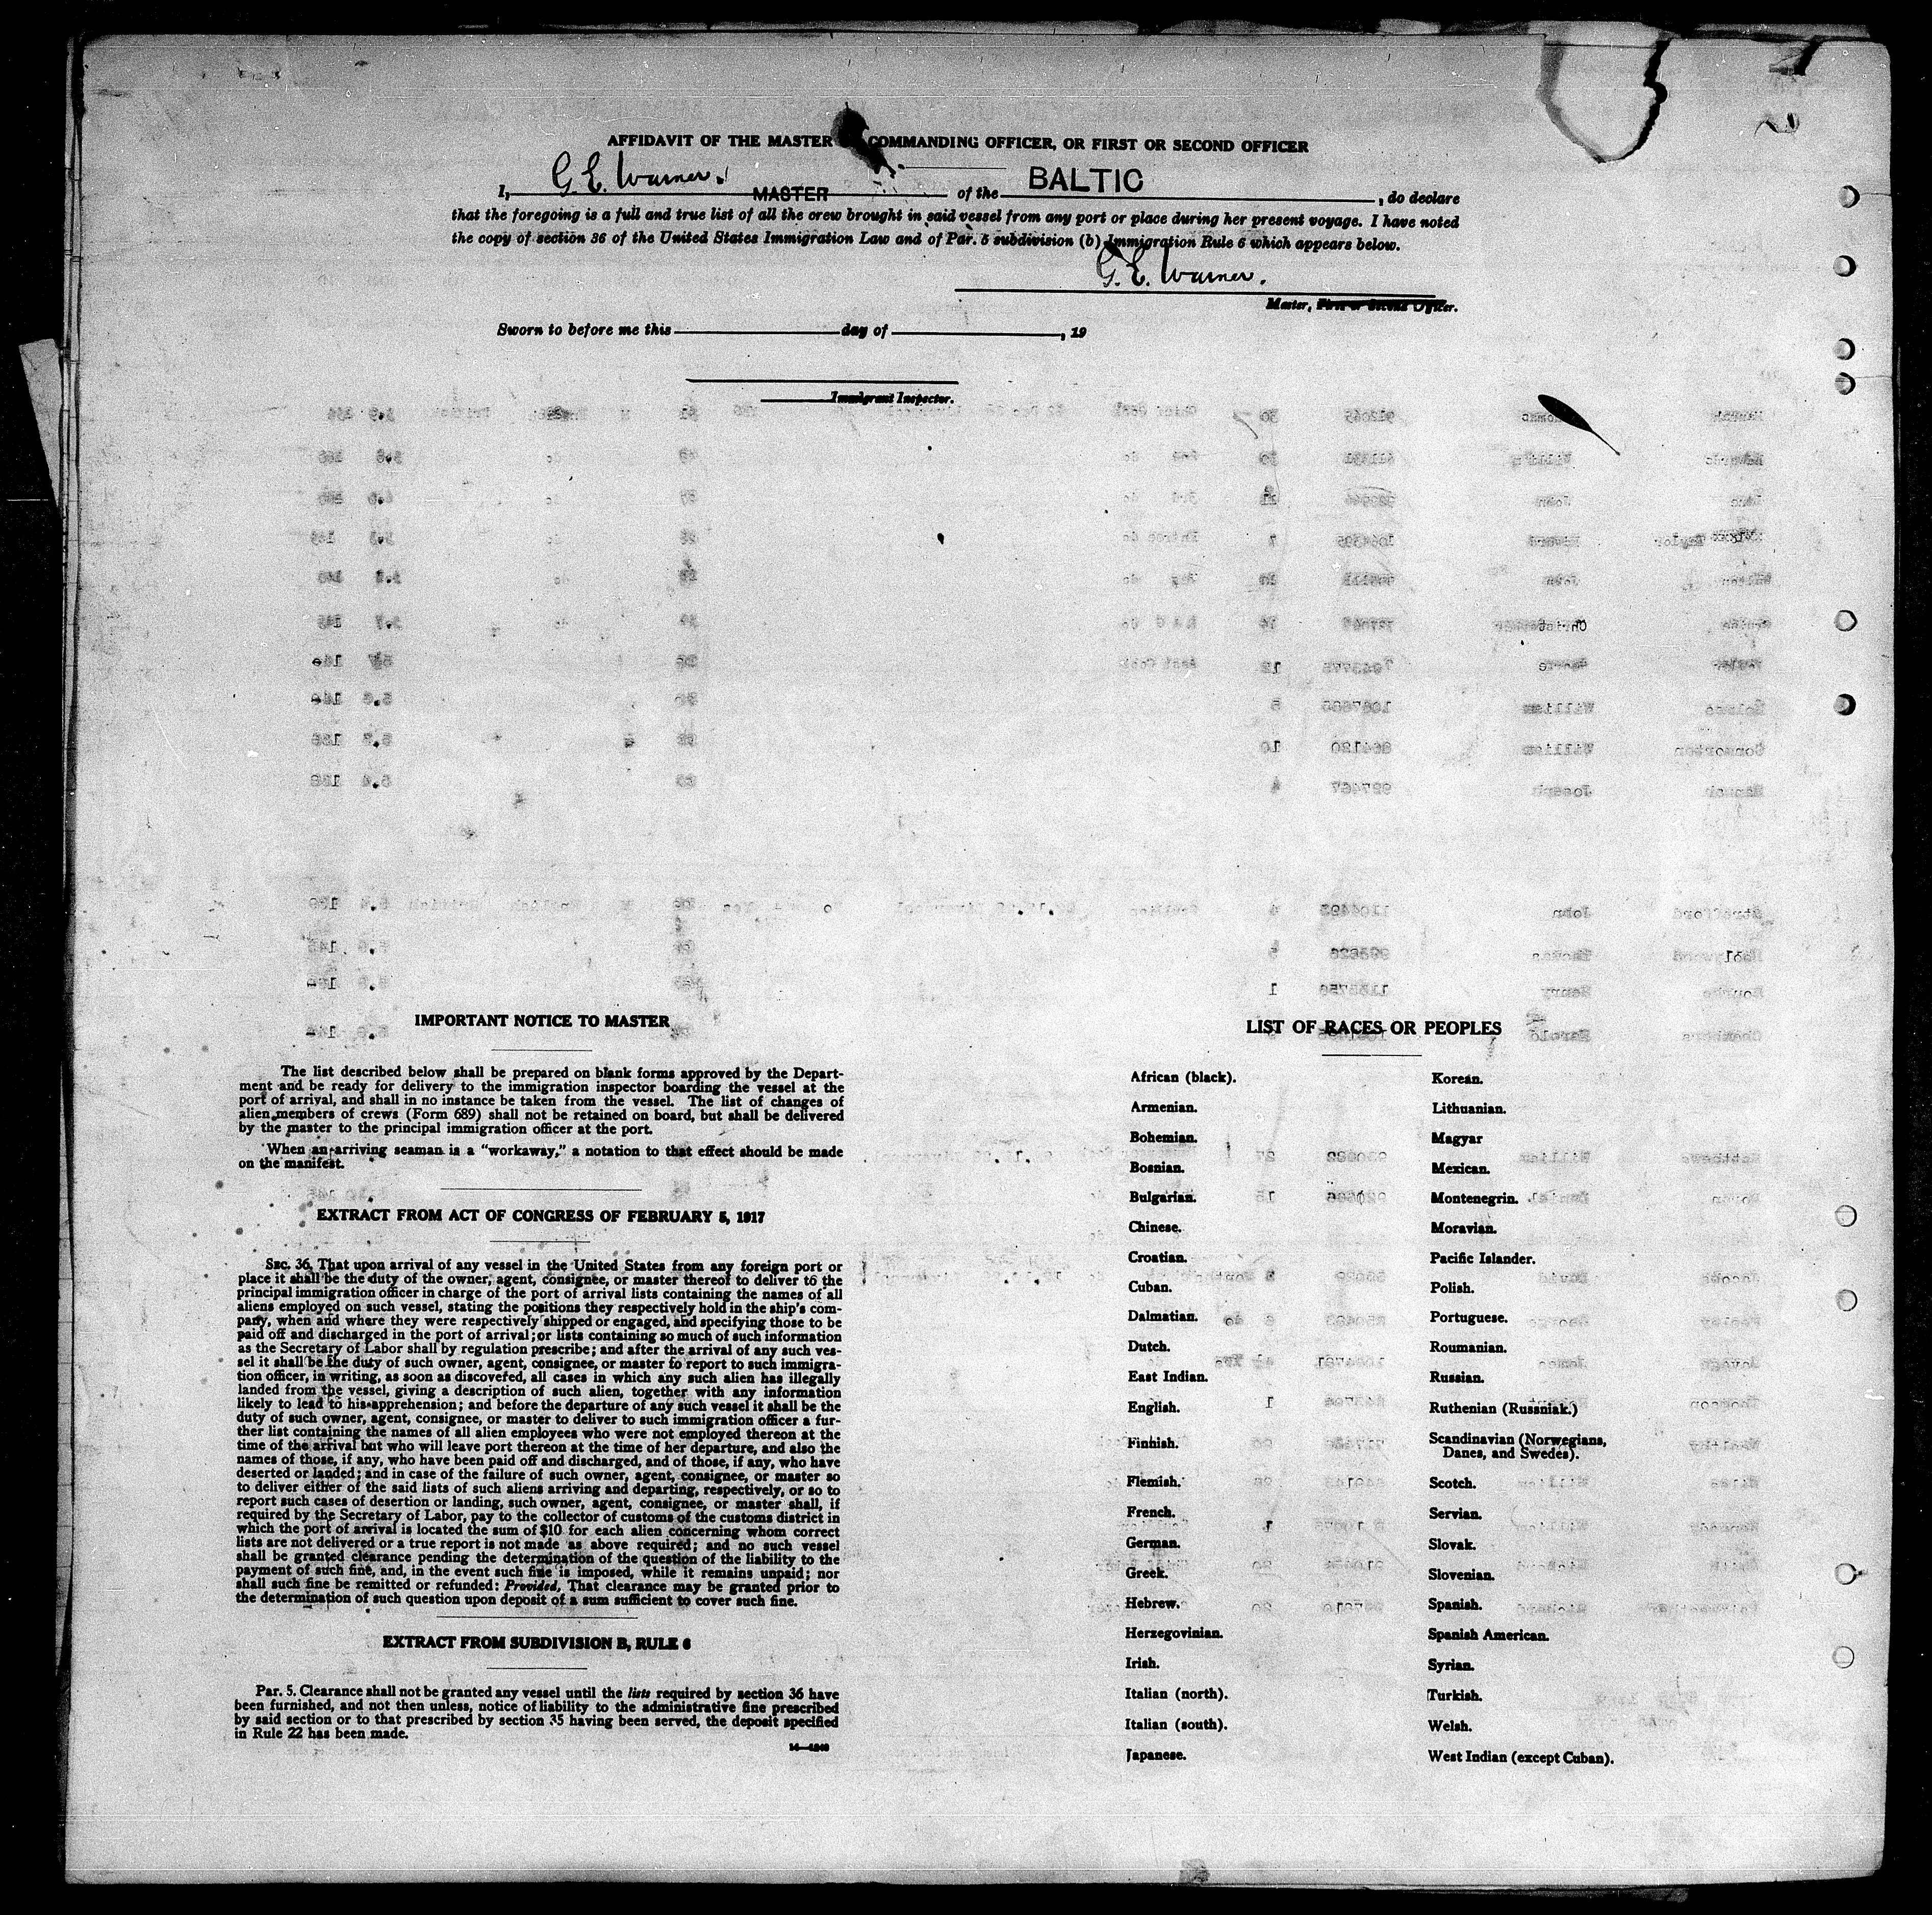 AFFIDAVIT OF THE MASTER COMMANDING OFFICER, OR FIRST OR SECOND OFFICER
I, G. E. Warner. MASTER of the BALTIC, do declare
that the foregoing is a full and true list of all the crew brought in said vessel from any port or place during her present voyage. I have noted
the copy of section 36 of the United States Immigration Law and of Par. 5 subdivision (b) Immigration Rule 6 which appears below.
G. E. Warner.
Master, First or Second Officer.
Sworn to before me this day of , 19
Immigrant Inspector.
IMPORTANT NOTICE TO MASTER
The list described below shall be prepared on blank forms approved by the Depart-
ment and be ready for delivery to the immigration inspector boarding the vessel at the
port of arrival, and shall in no instance be taken from the vessel. The list of changes of
alien members of crews (Form 689) shall not be retained on board, but shall be delivered
by the master to the principal immigration officer at the port.
When an arriving seaman is a "workaway," a notation to that effect should be made
on the manifest.
EXTRACT FROM ACT OF CONGRESS OF FEBRUARY 5, 1917
SEC. 36. That upon arrival of any vessel in the United States from any foreign port or
place it shall be the duty of the owner, agent, consignee, or master thereof to deliver to the
principal immigration officer in charge of the port of arrival lists containing the names of all
aliens employed on such vessel, stating the positions they respectively hold in the ship's com-
pany, when and where they were respectively shipped or engaged, and specifying those to be
paid off and discharged in the port of arrival; or lists containing so much of such information
as the Secretary of Labor shall by regulation prescribe; and after the arrival of any such ves-
sel it shall be the duty of such owner, agent, consignee, or master to report to such immigra-
tion officer, in writing, as soon as discovered, all cases in which any such alien has illegally
landed from the vessel, giving a description of such alien, together with any information
likely to lead to his apprehension; and before the departure of any such vessel it shall be the
duty of such owner, agent, consignee, or master to deliver to such immigration officer a fur-
ther list containing the names of all alien employees who were not employed thereon at the
time of the arrival but who will leave port thereon at the time of her departure, and also the
names of those, if any, who have been paid off and discharged, and of those, if any, who have
deserted or landed; and in case of the failure of such owner, agent, consignee, or master so
to deliver either of the said lists of such aliens arriving and departing, respectively, or so to
report such cases of desertion or landing, such owner, agent, consignee, or master shall, if
required by the Secretary of Labor, pay to the collector of customs of the customs district in
which the port of arrival is located the sum of $10 for each alien concerning whom correct
lists are not delivered or a true report is not made as above required; and no such vessel
shall be granted clearance pending the determination of the question of the liability to the
payment of such fine, and, in the event such fine is imposed, while it remains unpaid; nor
shall such fine be remitted or refunded: Provided, That clearance may be granted prior to
the determination of such question upon deposit of a sum sufficient to cover such fine.
EXTRACT FROM SUBDIVISION B, RULE 6
Par. 5. Clearance shall not be granted any vessel until the lists required by section 36 have
been furnished, and not then unless, notice of liability to the administrative fine prescribed
by said section or to that prescribed by section 35 having been served, the deposit specified
in Rule 22 has been made.
LIST OF RACES OR PEOPLES
African (black).
Armenian.
Bohemian.
Bosnian.
Bulgarian.
Chinese.
Croatian.
Cuban.
Dalmatian.
Dutch.
East Indian.
English.
Finnish.
Flemish.
French.
German.
Greek.
Hebrew.
Herzegovinian.
Irish.
Italian (north).
Italian (south).
Japanese.
Korean.
Lithuanian.
Magyar
Mexican.
Montenegrin.
Moravian.
Pacific Islander.
Polish.
Portuguese.
Roumanian.
Russian.
Ruthenian (Russniak.)
Scandinavian (Norwegians,
Danes, and Swedes).
Scotch.
Servian.
Slovak.
Slovenian.
Spanish.
Spanish American.
Syrian.
Turkish.
Welsh.
West Indian (except Cuban).